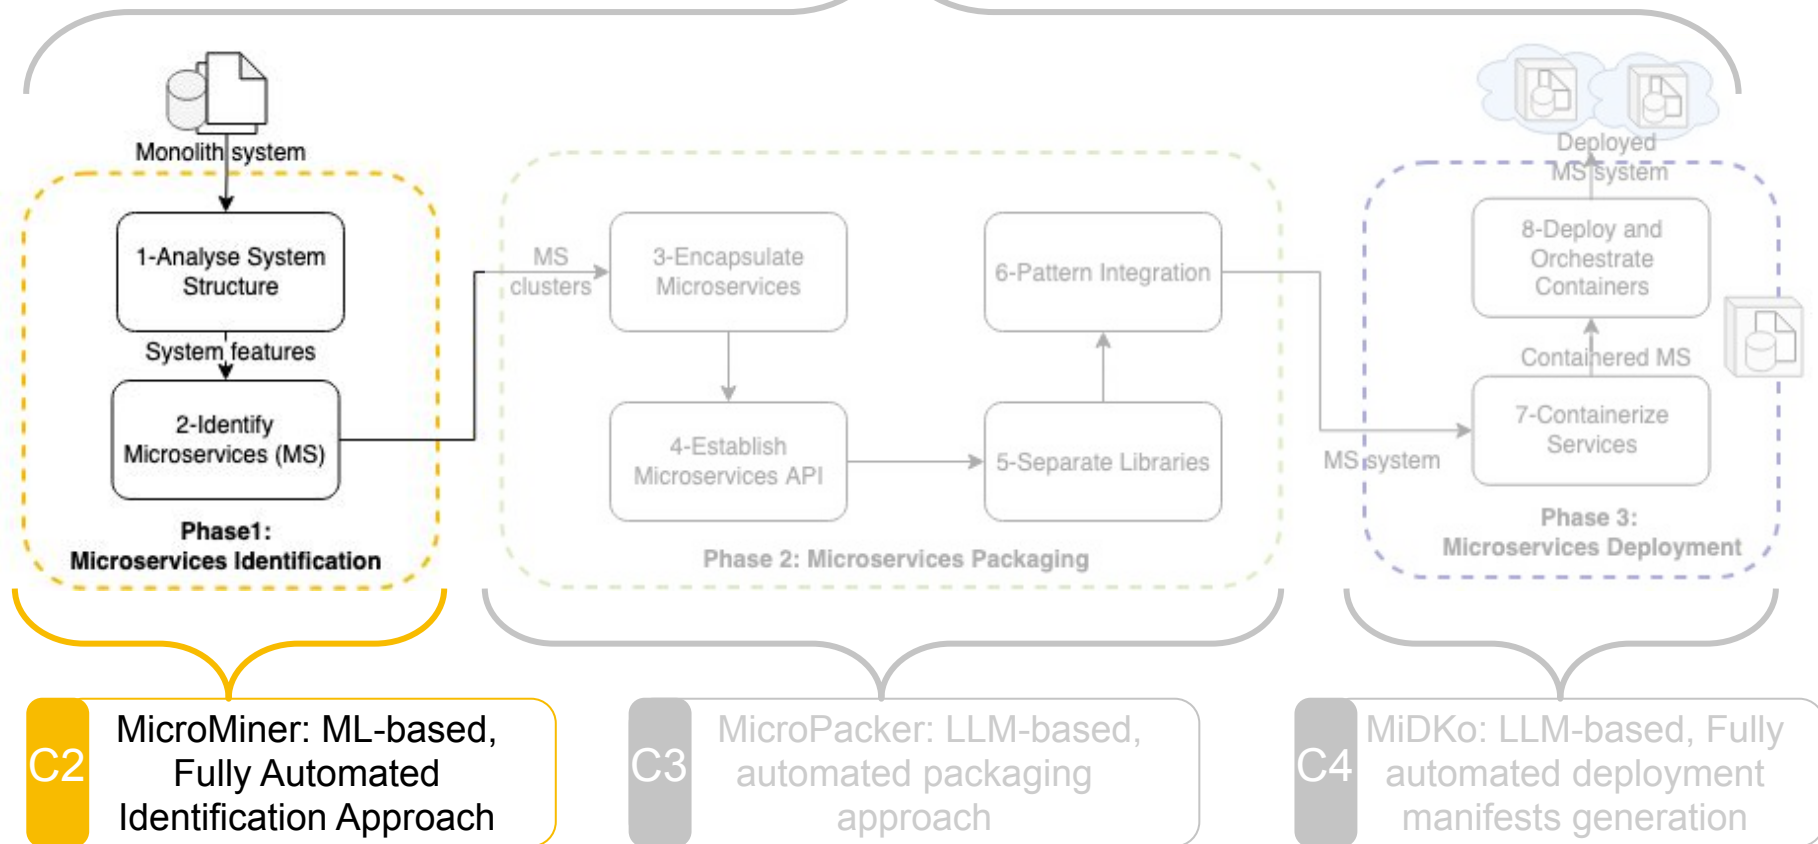 Monolith system
1-Analyse System
Structure
System features
2-Identify
Microservices (MS)
Phase1:
Microservices Identification
MS
clusters
3-Encapsulate
Microservices
4-Establish
Microservices API
5-Separate Libraries
6-Pattern Integration
Phase 2: Microservices Packaging
MS system
Deployed
MS system
8-Deploy and
Orchestrate
Containers
Containered MS
7-Containerize
Services
Phase 3:
Microservices Deployment
C2
MicroMiner: ML-based,
Fully Automated
Identification Approach
C3
MicroPacker: LLM-based,
automated packaging
approach
C4
MiDKo: LLM-based, Fully
automated deployment
manifests generation